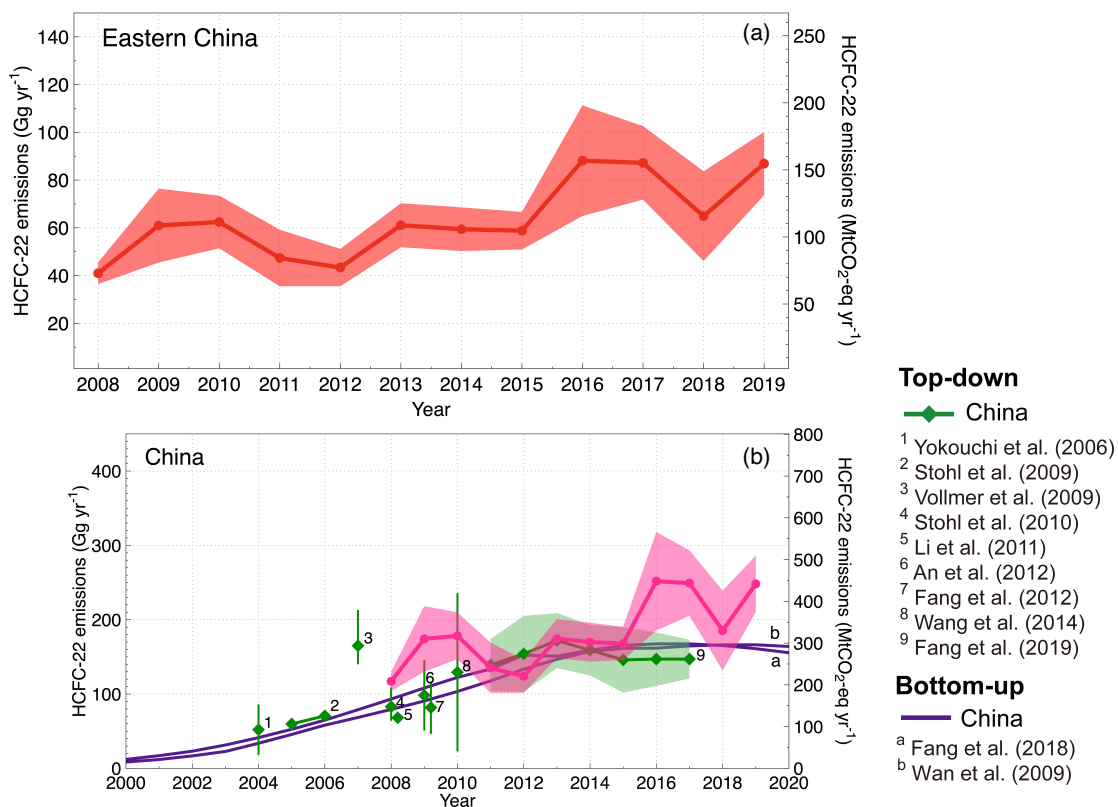 Eastern China
(a)
HCFC-22 emissions (Gg yr-1)
140
120
100
80
60
40
20
HCFC-22 emissions (MtCO2-eq yr-1)
250
200
150
100
50
2008 2009 2010 2011 2012 2013 2014 2015 2016 2017 2018 2019
Year
China
(b)
HCFC-22 emissions (Gg yr-1)
400
300
200
100
0
HCFC-22 emissions (MtCO2-eq yr-1)
800
700
600
500
400
300
200
100
0
1
2
3
4
5
6
7
8
9
b
a
2000 2002 2004 2006 2008 2010 2012 2014 2016 2018 2020
Year
Top-down
China
1 Yokouchi et al. (2006)
2 Stohl et al. (2009)
3 Vollmer et al. (2009)
4 Stohl et al. (2010)
5 Li et al. (2011)
6 An et al. (2012)
7 Fang et al. (2012)
8 Wang et al. (2014)
9 Fang et al. (2019)
Bottom-up
China
a Fang et al. (2018)
b Wan et al. (2009)